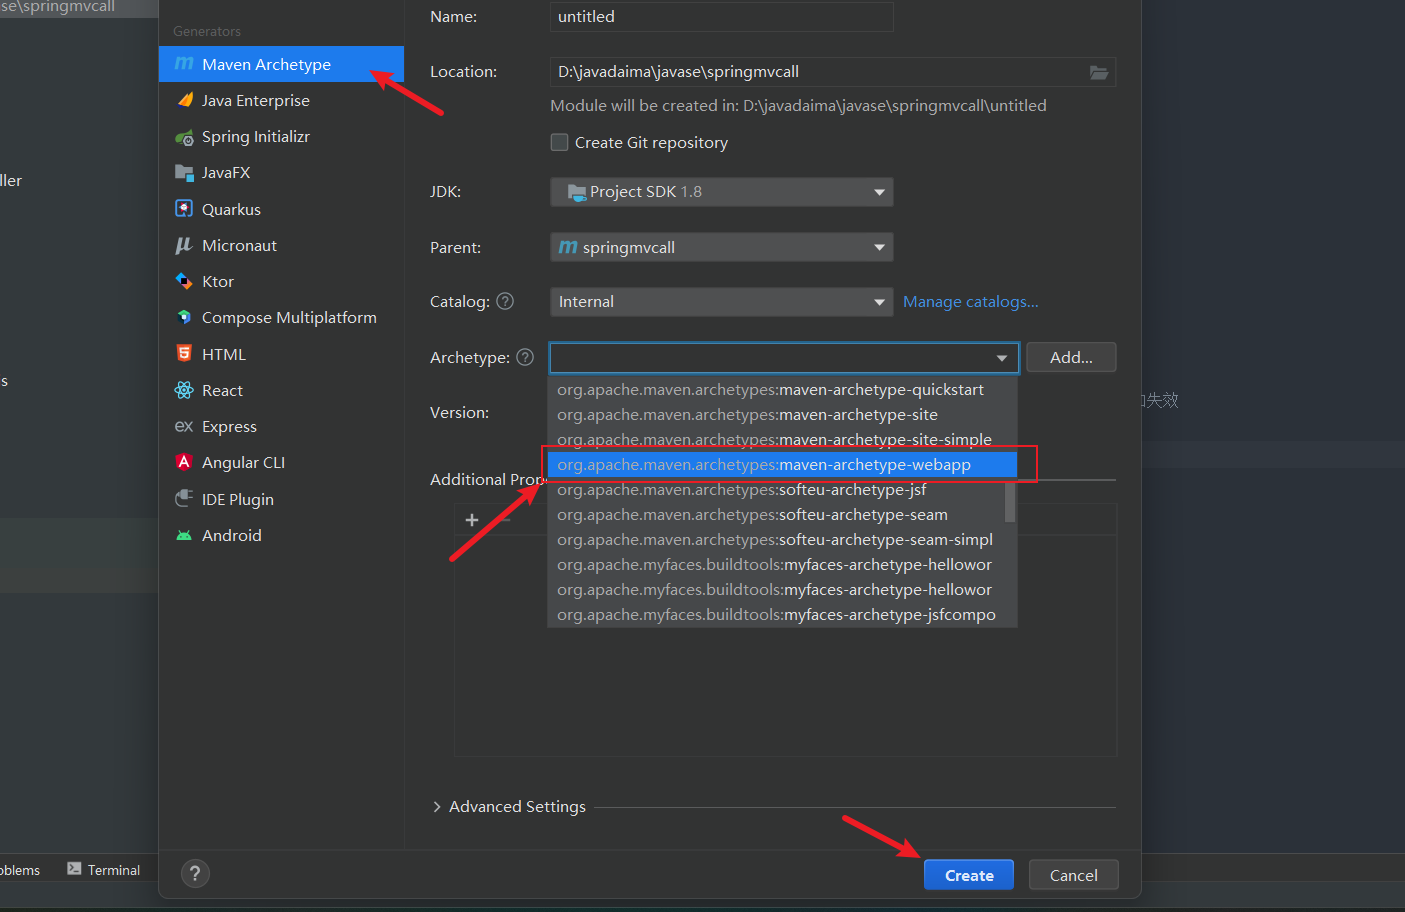 se\springmvcall
Generators
Maven Archetype
Java Enterprise
Spring Initializr
JavaFX
Quarkus
Micronaut
Ktor
Compose Multiplatform
HTML
React
Express
Angular CLI
IDE Plugin
Android
ller
s
Name: untitled
Location: D:\javadaima\javase\springmvcall
Module will be created in: D:\javadaima\javase\springmvcall\untitled
Create Git repository
JDK: Project SDK 1.8
Parent: springmvcall
Catalog: ? Internal Manage catalogs...
Archetype: ? Add...
org.apache.maven.archetypes:maven-archetype-quickstart
org.apache.maven.archetypes:maven-archetype-site
org.apache.maven.archetypes:maven-archetype-site-simple
org.apache.maven.archetypes:maven-archetype-webapp
org.apache.maven.archetypes:softeu-archetype-jsf
org.apache.maven.archetypes:softeu-archetype-seam
org.apache.maven.archetypes:softeu-archetype-seam-simpl
org.apache.myfaces.buildtools:myfaces-archetype-hellowor
org.apache.myfaces.buildtools:myfaces-archetype-hellowor
org.apache.myfaces.buildtools:myfaces-archetype-jsfcompo
Version:
Additional Prop
失效
Advanced Settings
oblems Terminal
? Create Cancel